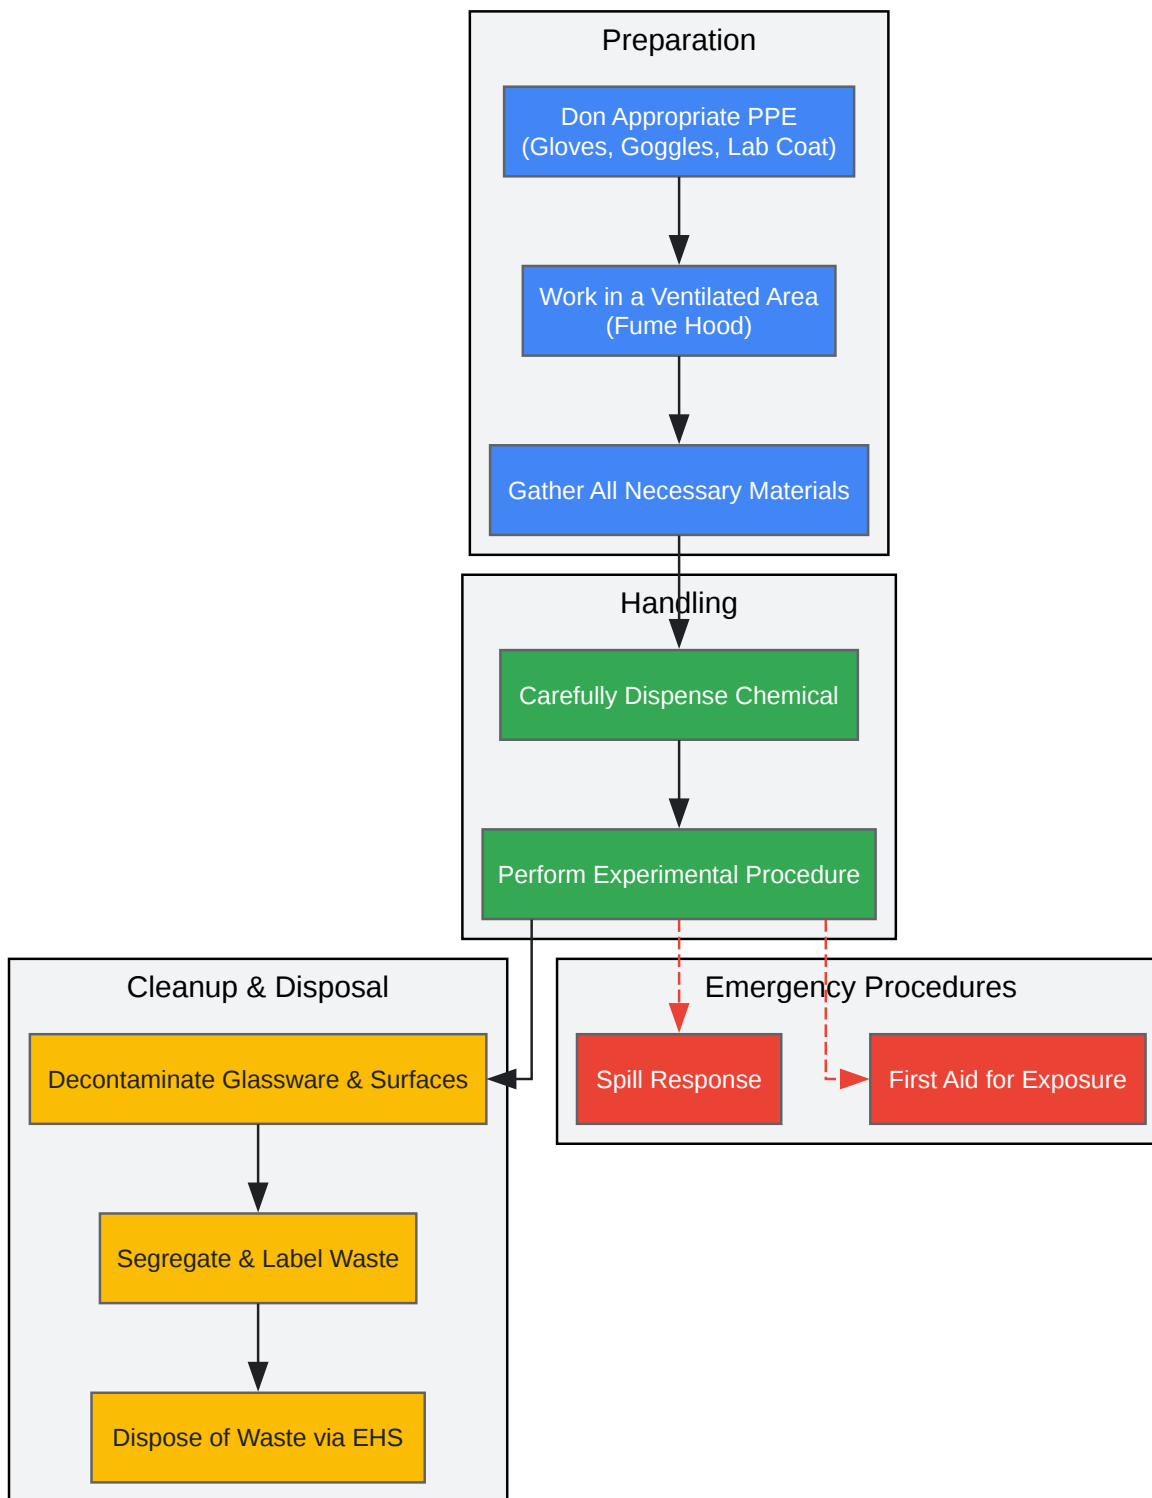 Preparation
Don Appropriate PPE
(Gloves, Goggles, Lab Coat)
Work in a Ventilated Area
(Fume Hood)
Gather All Necessary Materials
Handling
Carefully Dispense Chemical
Perform Experimental Procedure
Cleanup & Disposal
Decontaminate Glassware & Surfaces
Segregate & Label Waste
Dispose of Waste via EHS
Emergency Procedures
Spill Response
First Aid for Exposure